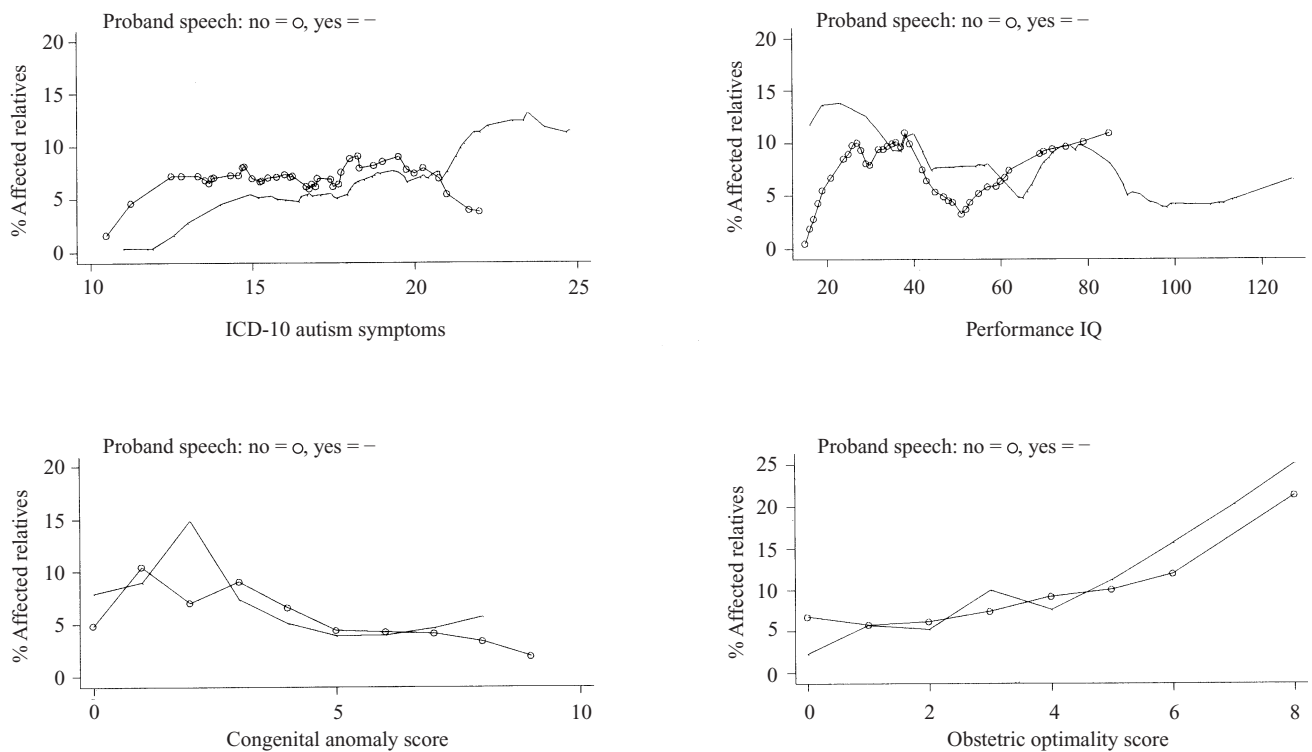 Proband speech: no = o, yes = –
20
15
10
5
0
% Affected relatives
10 15 20 25
ICD-10 autism symptoms
Proband speech: no = o, yes = –
20
15
10
5
0
% Affected relatives
20 40 60 80 100 120
Performance IQ
Proband speech: no = o, yes = –
20
15
10
5
0
% Affected relatives
0 5 10
Congenital anomaly score
Proband speech: no = o, yes = –
25
20
15
10
5
0
% Affected relatives
0 2 4 6 8
Obstetric optimality score